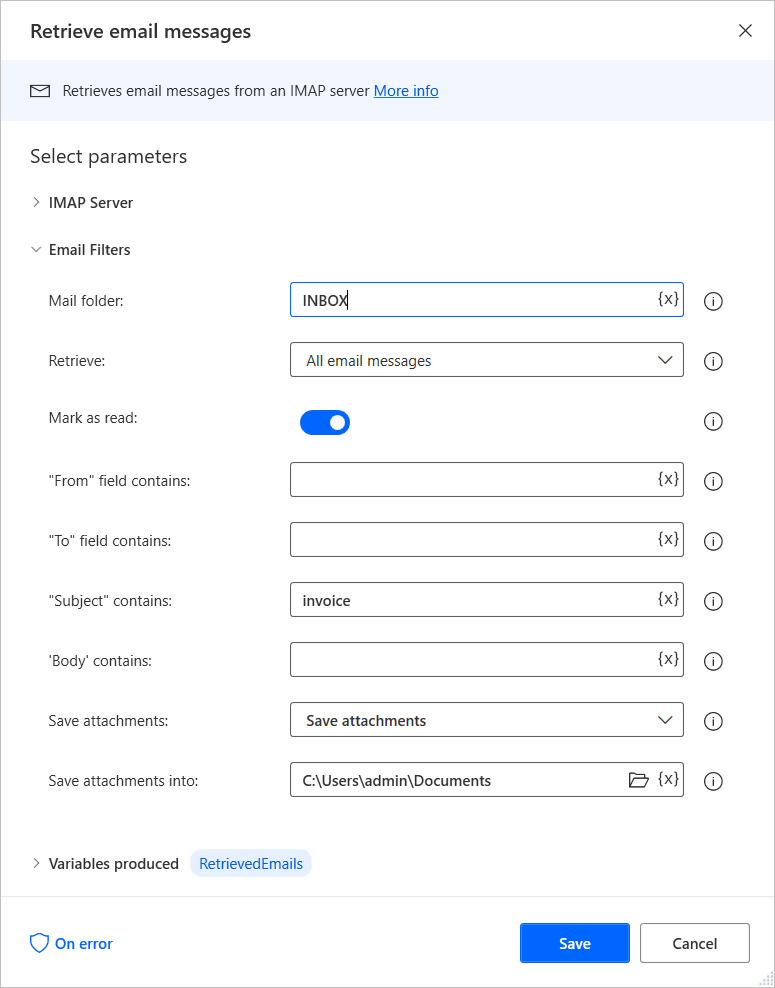 Retrieve email messages
Retrieves email messages from an IMAP server More info
Select parameters
IMAP Server
Email Filters
Mail folder: INBOX {x}
Retrieve: All email messages
Mark as read:
"From" field contains: {x}
"To" field contains: {x}
"Subject" contains: invoice {x}
'Body' contains: {x}
Save attachments: Save attachments
Save attachments into: C:\Users\admin\Documents {x}
Variables produced RetrievedEmails
On error Save Cancel